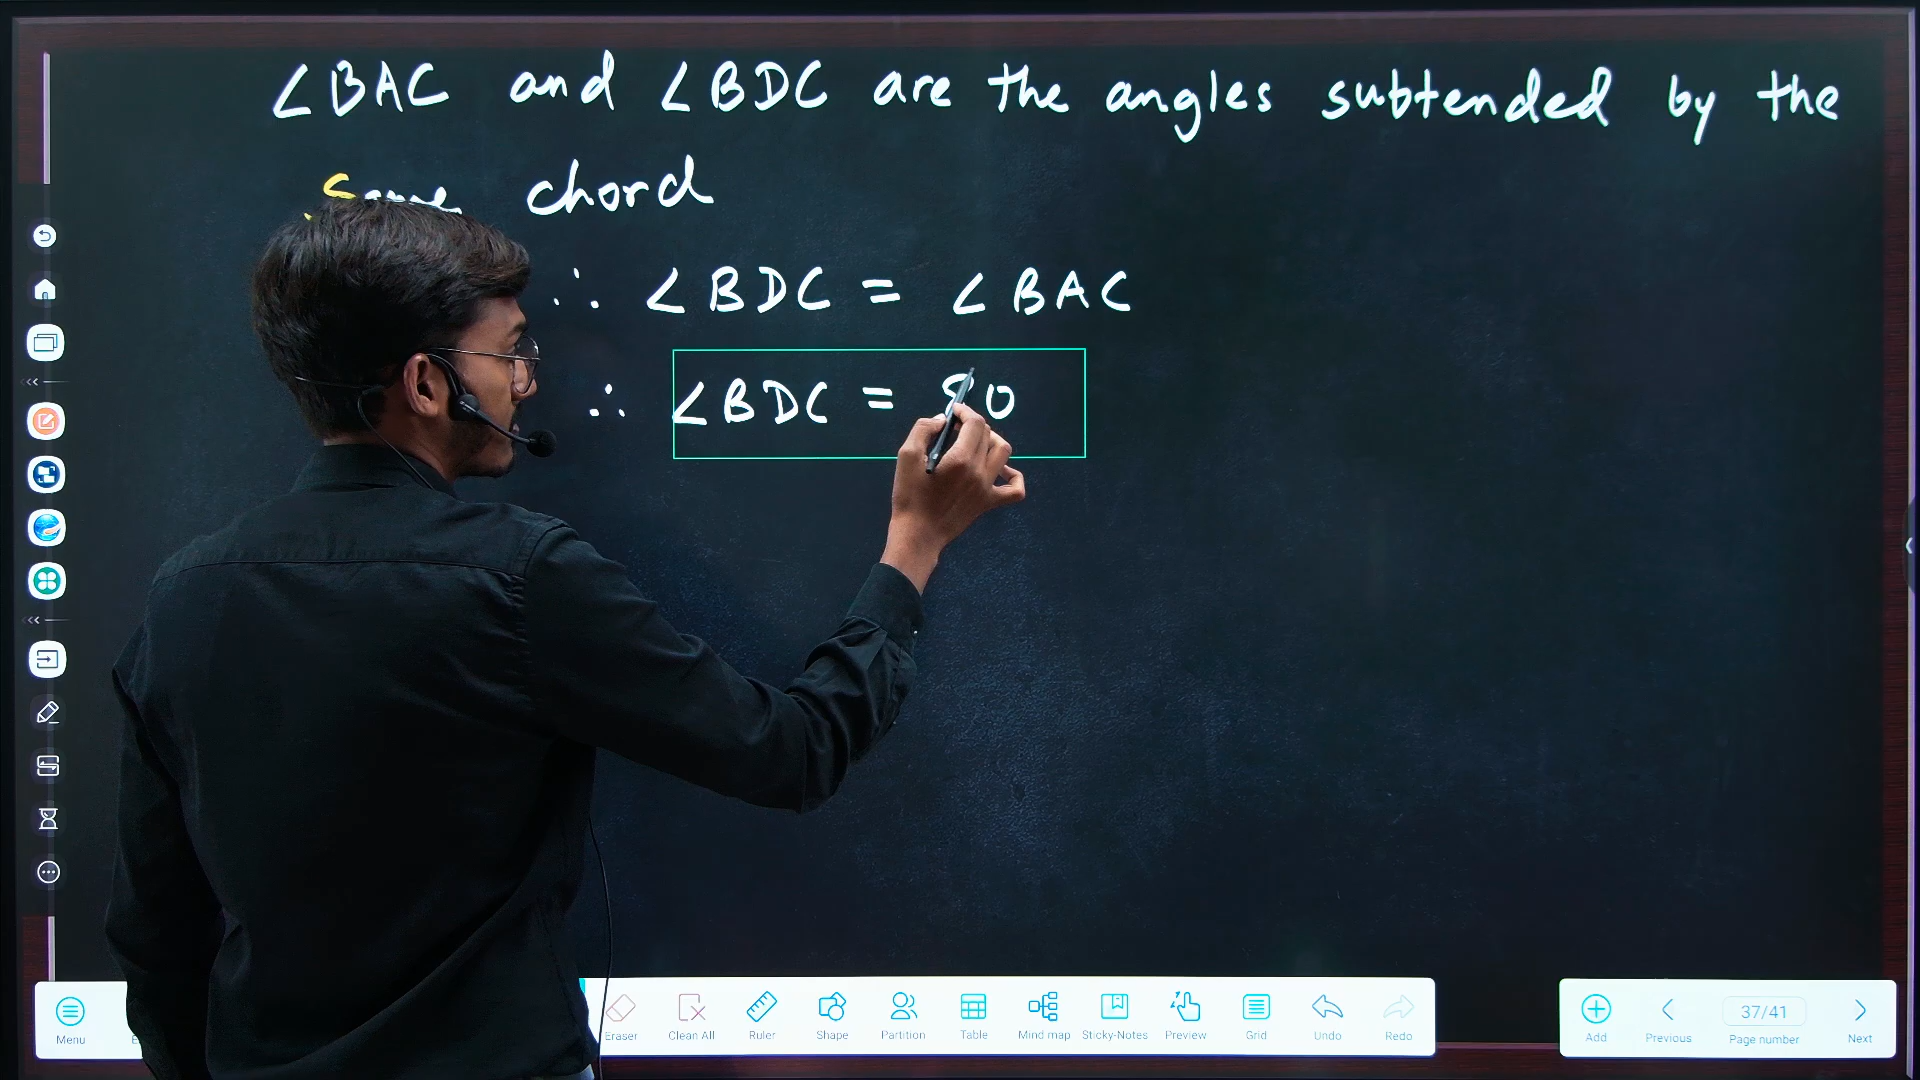 ∠BAC and ∠BDC are the angles subtended by the
same chord
∴ ∠BDC = ∠BAC
∴ ∠BDC = 80
Menu
Eraser Clean All Ruler Shape Partition Table Mind map Sticky-Notes Preview Grid Undo Redo
Add Previous 37/41 Page number Next